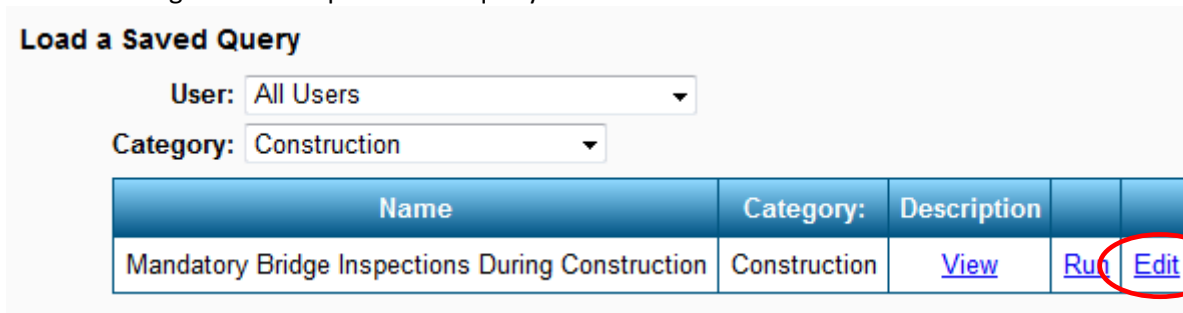 Load a Saved Query
User: All Users
Category: Construction
Name Category: Description
Mandatory Bridge Inspections During Construction Construction View Run Edit